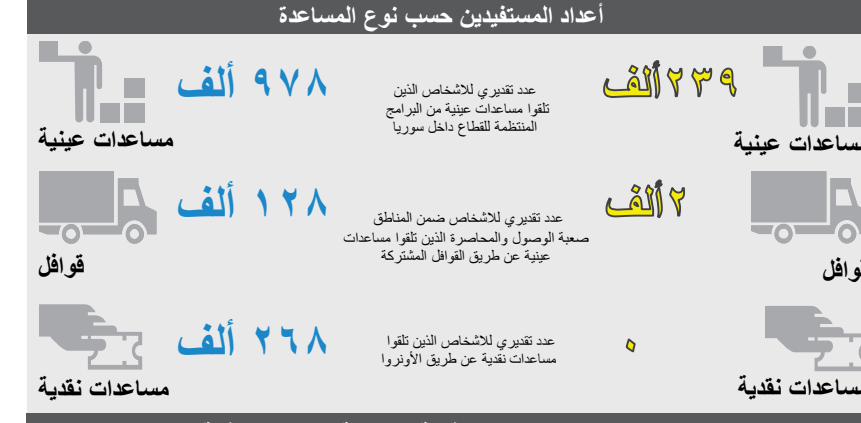 أعداد المستفيدين حسب نوع المساعدة
٢٣٩ ألف
مساعدات عينية
عدد تقديري للاشخاص الذين
تلقوا مساعدات عينية من البرامج
المنتظمة للقطاع داخل سوريا
٩٧٨ ألف
مساعدات عينية
٢ ألف
قوافل
عدد تقديري للاشخاص ضمن المناطق
صعبة الوصول والمحاصرة الذين تلقوا مساعدات
عينية عن طريق القوافل المشتركة
١٢٨ ألف
قوافل
٠
مساعدات نقدية
عدد تقديري للاشخاص الذين تلقوا
مساعدات نقدية عن طريق الأونروا
٢٦٨ ألف
مساعدات نقدية